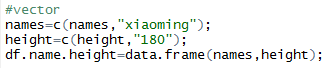 #vector
names=c(names,"xiaoming");
height=c(height,"180");
df.name.height=data.frame(names,height);